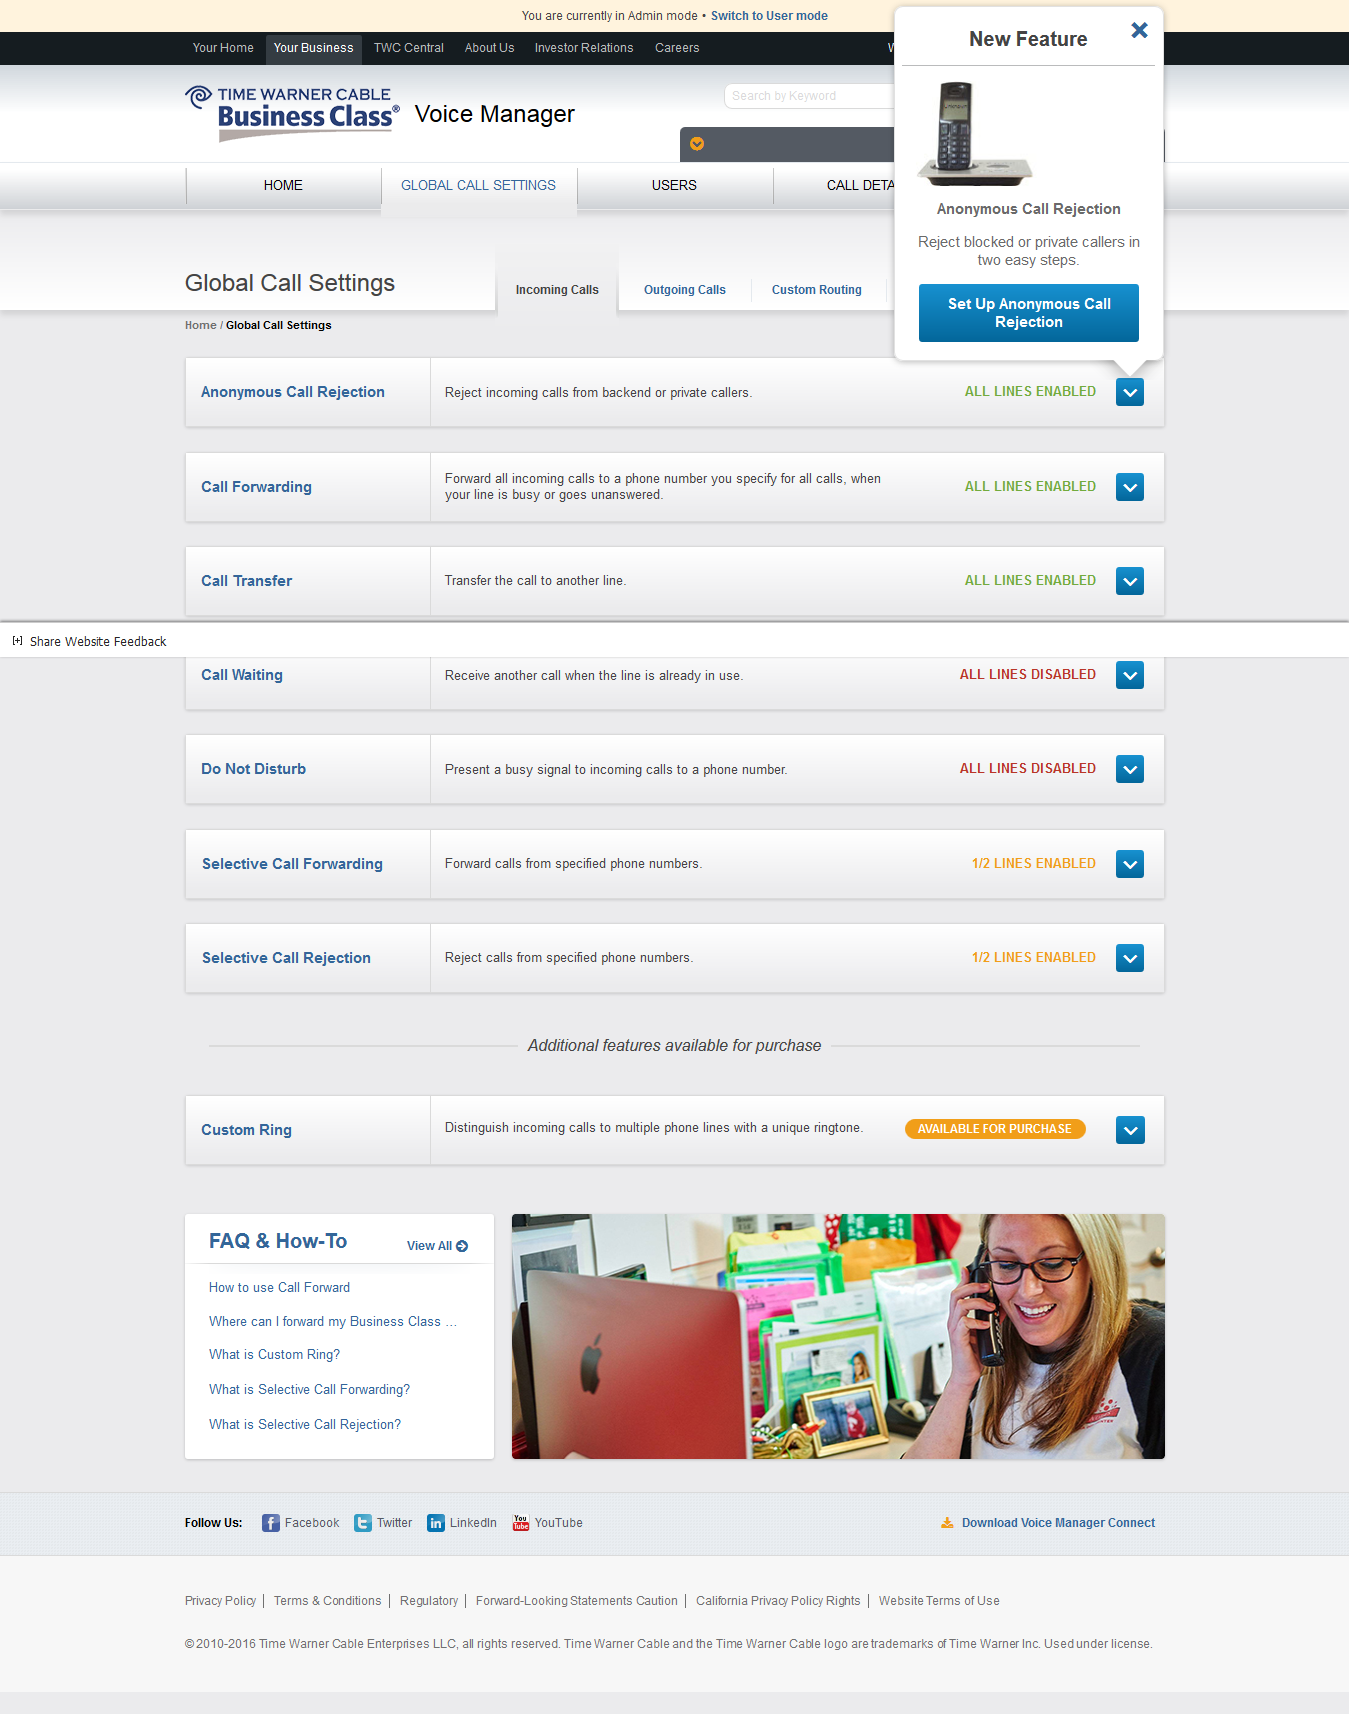 You are currently in Admin mode • Switch to User mode
Your Home Your Business TWC Central About Us Investor Relations Careers
TIME WARNER CABLE
Business Class®
Voice Manager
Search by Keyword
HOME GLOBAL CALL SETTINGS USERS CALL DETA
New Feature
Anonymous Call Rejection
Reject blocked or private callers in
two easy steps.
Set Up Anonymous Call
Rejection
Global Call Settings
Incoming Calls Outgoing Calls Custom Routing
Home / Global Call Settings
Anonymous Call Rejection Reject incoming calls from backend or private callers. ALL LINES ENABLED
Call Forwarding Forward all incoming calls to a phone number you specify for all calls, when
your line is busy or goes unanswered. ALL LINES ENABLED
Call Transfer Transfer the call to another line. ALL LINES ENABLED
[+] Share Website Feedback
Call Waiting Receive another call when the line is already in use. ALL LINES DISABLED
Do Not Disturb Present a busy signal to incoming calls to a phone number. ALL LINES DISABLED
Selective Call Forwarding Forward calls from specified phone numbers. 1/2 LINES ENABLED
Selective Call Rejection Reject calls from specified phone numbers. 1/2 LINES ENABLED
Additional features available for purchase
Custom Ring Distinguish incoming calls to multiple phone lines with a unique ringtone. AVAILABLE FOR PURCHASE
FAQ & How-To View All
How to use Call Forward
Where can I forward my Business Class ...
What is Custom Ring?
What is Selective Call Forwarding?
What is Selective Call Rejection?
Follow Us: Facebook Twitter LinkedIn YouTube Download Voice Manager Connect
Privacy Policy | Terms & Conditions | Regulatory | Forward-Looking Statements Caution | California Privacy Policy Rights | Website Terms of Use
© 2010-2016 Time Warner Cable Enterprises LLC, all rights reserved. Time Warner Cable and the Time Warner Cable logo are trademarks of Time Warner Inc. Used under license.